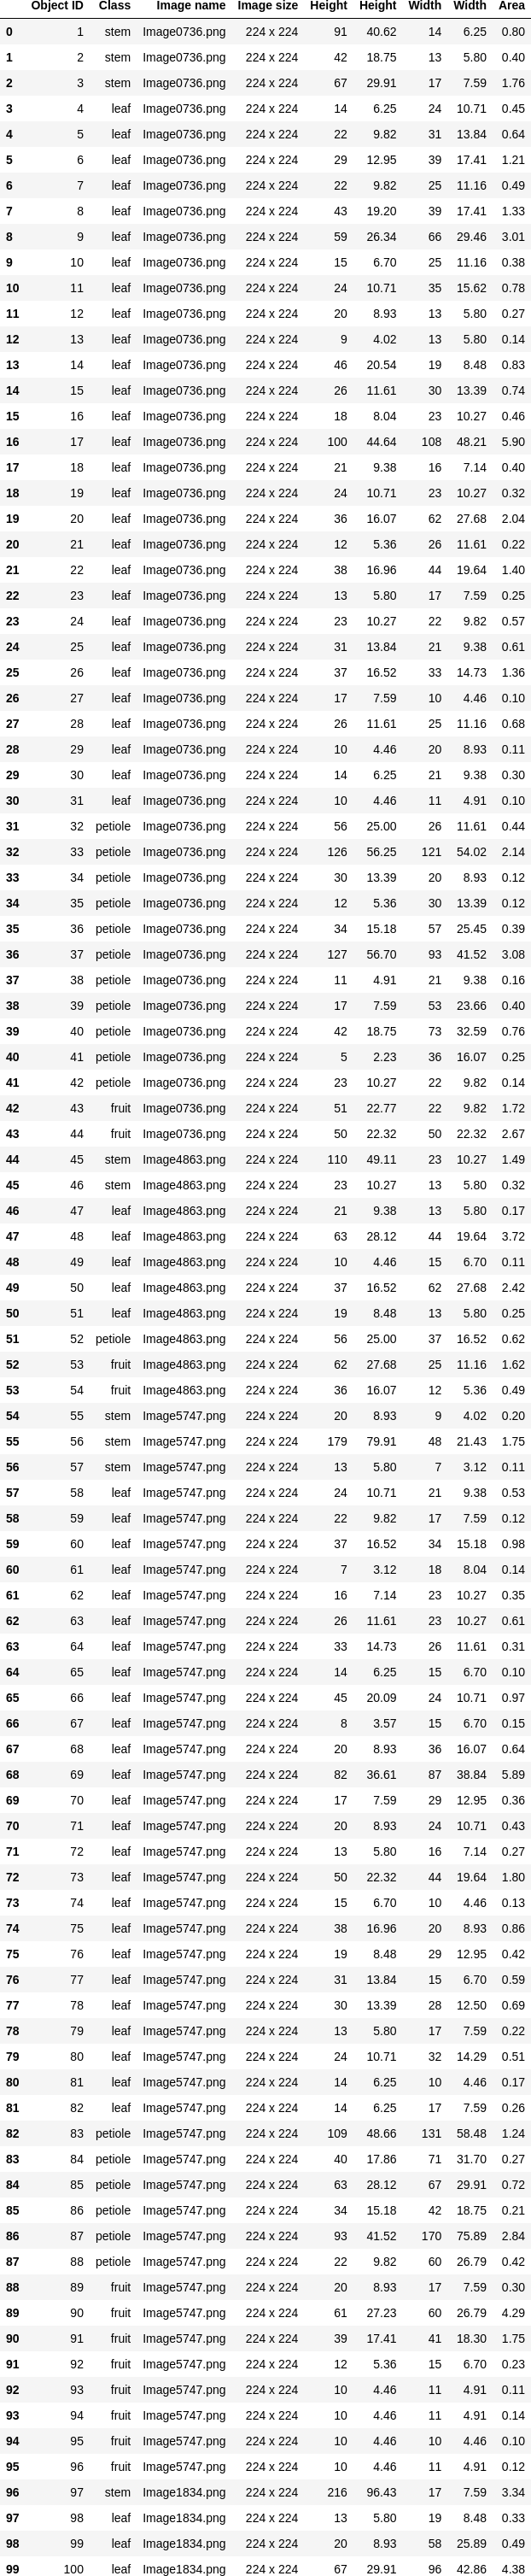 Object ID Class Image name Image size Height Height Width Width Area
0 1 stem Image0736.png 224 x 224 91 40.62 14 6.25 0.80
1 2 stem Image0736.png 224 x 224 42 18.75 13 5.80 0.40
2 3 stem Image0736.png 224 x 224 67 29.91 17 7.59 1.76
3 4 leaf Image0736.png 224 x 224 14 6.25 24 10.71 0.45
4 5 leaf Image0736.png 224 x 224 22 9.82 31 13.84 0.64
5 6 leaf Image0736.png 224 x 224 29 12.95 39 17.41 1.21
6 7 leaf Image0736.png 224 x 224 22 9.82 25 11.16 0.49
7 8 leaf Image0736.png 224 x 224 43 19.20 39 17.41 1.33
8 9 leaf Image0736.png 224 x 224 59 26.34 66 29.46 3.01
9 10 leaf Image0736.png 224 x 224 15 6.70 25 11.16 0.38
10 11 leaf Image0736.png 224 x 224 24 10.71 35 15.62 0.78
11 12 leaf Image0736.png 224 x 224 20 8.93 13 5.80 0.27
12 13 leaf Image0736.png 224 x 224 9 4.02 13 5.80 0.14
13 14 leaf Image0736.png 224 x 224 46 20.54 19 8.48 0.83
14 15 leaf Image0736.png 224 x 224 26 11.61 30 13.39 0.74
15 16 leaf Image0736.png 224 x 224 18 8.04 23 10.27 0.46
16 17 leaf Image0736.png 224 x 224 100 44.64 108 48.21 5.90
17 18 leaf Image0736.png 224 x 224 21 9.38 16 7.14 0.40
18 19 leaf Image0736.png 224 x 224 24 10.71 23 10.27 0.32
19 20 leaf Image0736.png 224 x 224 36 16.07 62 27.68 2.04
20 21 leaf Image0736.png 224 x 224 12 5.36 26 11.61 0.22
21 22 leaf Image0736.png 224 x 224 38 16.96 44 19.64 1.40
22 23 leaf Image0736.png 224 x 224 13 5.80 17 7.59 0.25
23 24 leaf Image0736.png 224 x 224 23 10.27 22 9.82 0.57
24 25 leaf Image0736.png 224 x 224 31 13.84 21 9.38 0.61
25 26 leaf Image0736.png 224 x 224 37 16.52 33 14.73 1.36
26 27 leaf Image0736.png 224 x 224 17 7.59 10 4.46 0.10
27 28 leaf Image0736.png 224 x 224 26 11.61 25 11.16 0.68
28 29 leaf Image0736.png 224 x 224 10 4.46 20 8.93 0.11
29 30 leaf Image0736.png 224 x 224 14 6.25 21 9.38 0.30
30 31 leaf Image0736.png 224 x 224 10 4.46 11 4.91 0.10
31 32 petiole Image0736.png 224 x 224 56 25.00 26 11.61 0.44
32 33 petiole Image0736.png 224 x 224 126 56.25 121 54.02 2.14
33 34 petiole Image0736.png 224 x 224 30 13.39 20 8.93 0.12
34 35 petiole Image0736.png 224 x 224 12 5.36 30 13.39 0.12
35 36 petiole Image0736.png 224 x 224 34 15.18 57 25.45 0.39
36 37 petiole Image0736.png 224 x 224 127 56.70 93 41.52 3.08
37 38 petiole Image0736.png 224 x 224 11 4.91 21 9.38 0.16
38 39 petiole Image0736.png 224 x 224 17 7.59 53 23.66 0.40
39 40 petiole Image0736.png 224 x 224 42 18.75 73 32.59 0.76
40 41 petiole Image0736.png 224 x 224 5 2.23 36 16.07 0.25
41 42 petiole Image0736.png 224 x 224 23 10.27 22 9.82 0.14
42 43 fruit Image0736.png 224 x 224 51 22.77 22 9.82 1.72
43 44 fruit Image0736.png 224 x 224 50 22.32 50 22.32 2.67
44 45 stem Image4863.png 224 x 224 110 49.11 23 10.27 1.49
45 46 stem Image4863.png 224 x 224 23 10.27 13 5.80 0.32
46 47 leaf Image4863.png 224 x 224 21 9.38 13 5.80 0.17
47 48 leaf Image4863.png 224 x 224 63 28.12 44 19.64 3.72
48 49 leaf Image4863.png 224 x 224 10 4.46 15 6.70 0.11
49 50 leaf Image4863.png 224 x 224 37 16.52 62 27.68 2.42
50 51 leaf Image4863.png 224 x 224 19 8.48 13 5.80 0.25
51 52 petiole Image4863.png 224 x 224 56 25.00 37 16.52 0.62
52 53 fruit Image4863.png 224 x 224 62 27.68 25 11.16 1.62
53 54 fruit Image4863.png 224 x 224 36 16.07 12 5.36 0.49
54 55 stem Image5747.png 224 x 224 20 8.93 9 4.02 0.20
55 56 stem Image5747.png 224 x 224 179 79.91 48 21.43 1.75
56 57 stem Image5747.png 224 x 224 13 5.80 7 3.12 0.11
57 58 leaf Image5747.png 224 x 224 24 10.71 21 9.38 0.53
58 59 leaf Image5747.png 224 x 224 22 9.82 17 7.59 0.12
59 60 leaf Image5747.png 224 x 224 37 16.52 34 15.18 0.98
60 61 leaf Image5747.png 224 x 224 7 3.12 18 8.04 0.14
61 62 leaf Image5747.png 224 x 224 16 7.14 23 10.27 0.35
62 63 leaf Image5747.png 224 x 224 26 11.61 23 10.27 0.61
63 64 leaf Image5747.png 224 x 224 33 14.73 26 11.61 0.31
64 65 leaf Image5747.png 224 x 224 14 6.25 15 6.70 0.10
65 66 leaf Image5747.png 224 x 224 45 20.09 24 10.71 0.97
66 67 leaf Image5747.png 224 x 224 8 3.57 15 6.70 0.15
67 68 leaf Image5747.png 224 x 224 20 8.93 36 16.07 0.64
68 69 leaf Image5747.png 224 x 224 82 36.61 87 38.84 5.89
69 70 leaf Image5747.png 224 x 224 17 7.59 29 12.95 0.36
70 71 leaf Image5747.png 224 x 224 20 8.93 24 10.71 0.43
71 72 leaf Image5747.png 224 x 224 13 5.80 16 7.14 0.27
72 73 leaf Image5747.png 224 x 224 50 22.32 44 19.64 1.80
73 74 leaf Image5747.png 224 x 224 15 6.70 10 4.46 0.13
74 75 leaf Image5747.png 224 x 224 38 16.96 20 8.93 0.86
75 76 leaf Image5747.png 224 x 224 19 8.48 29 12.95 0.42
76 77 leaf Image5747.png 224 x 224 31 13.84 15 6.70 0.59
77 78 leaf Image5747.png 224 x 224 30 13.39 28 12.50 0.69
78 79 leaf Image5747.png 224 x 224 13 5.80 17 7.59 0.22
79 80 leaf Image5747.png 224 x 224 24 10.71 32 14.29 0.51
80 81 leaf Image5747.png 224 x 224 14 6.25 10 4.46 0.17
81 82 leaf Image5747.png 224 x 224 14 6.25 17 7.59 0.26
82 83 petiole Image5747.png 224 x 224 109 48.66 131 58.48 1.24
83 84 petiole Image5747.png 224 x 224 40 17.86 71 31.70 0.27
84 85 petiole Image5747.png 224 x 224 63 28.12 67 29.91 0.72
85 86 petiole Image5747.png 224 x 224 34 15.18 42 18.75 0.21
86 87 petiole Image5747.png 224 x 224 93 41.52 170 75.89 2.84
87 88 petiole Image5747.png 224 x 224 22 9.82 60 26.79 0.42
88 89 fruit Image5747.png 224 x 224 20 8.93 17 7.59 0.30
89 90 fruit Image5747.png 224 x 224 61 27.23 60 26.79 4.29
90 91 fruit Image5747.png 224 x 224 39 17.41 41 18.30 1.75
91 92 fruit Image5747.png 224 x 224 12 5.36 15 6.70 0.23
92 93 fruit Image5747.png 224 x 224 10 4.46 11 4.91 0.11
93 94 fruit Image5747.png 224 x 224 10 4.46 11 4.91 0.14
94 95 fruit Image5747.png 224 x 224 10 4.46 10 4.46 0.10
95 96 fruit Image5747.png 224 x 224 10 4.46 11 4.91 0.12
96 97 stem Image1834.png 224 x 224 216 96.43 17 7.59 3.34
97 98 leaf Image1834.png 224 x 224 13 5.80 19 8.48 0.33
98 99 leaf Image1834.png 224 x 224 20 8.93 58 25.89 0.49
99 100 leaf Image1834.png 224 x 224 67 29.91 96 42.86 4.38